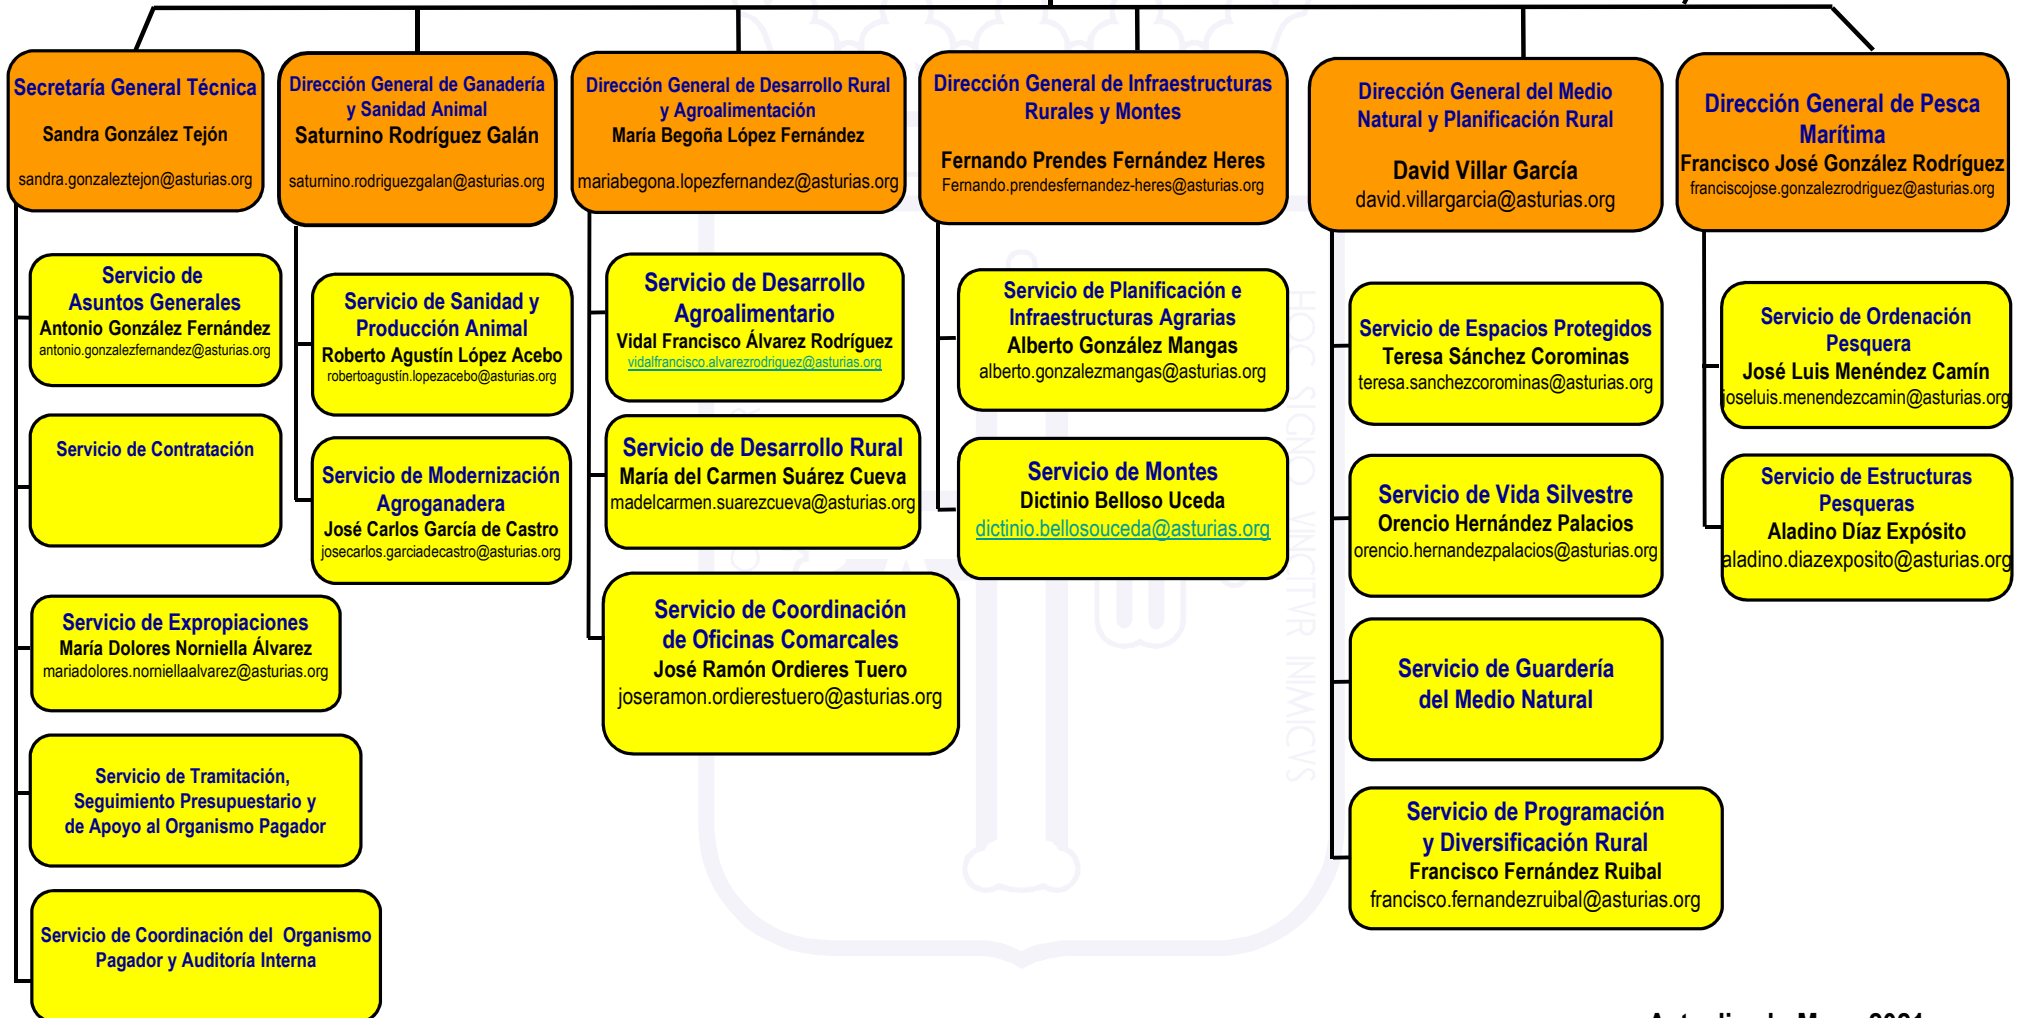 Secretaría General Técnica
Sandra González Tejón
sandra.gonzaleztejon@asturias.org
Servicio de
Asuntos Generales
Antonio González Fernández
antonio.gonzalezfernandez@asturias.org
Servicio de Contratación
Servicio de Expropiaciones
María Dolores Norniella Álvarez
mariadolores.norniellaalvarez@asturias.org
Servicio de Tramitación,
Seguimiento Presupuestario y
de Apoyo al Organismo Pagador
Servicio de Coordinación del Organismo
Pagador y Auditoría Interna
Dirección General de Ganadería
y Sanidad Animal
Saturnino Rodríguez Galán
saturnino.rodriguezgalan@asturias.org
Servicio de Sanidad y
Producción Animal
Roberto Agustín López Acebo
robertoagustín.lopezacebo@asturias.org
Servicio de Modernización
Agroganadera
José Carlos García de Castro
josecarlos.garciadecastro@asturias.org
Dirección General de Desarrollo Rural
y Agroalimentación
María Begoña López Fernández
mariabegona.lopezfernandez@asturias.org
Servicio de Desarrollo
Agroalimentario
Vidal Francisco Álvarez Rodríguez
vidalfrancisco.alvarezrodriguez@asturias.org
Servicio de Desarrollo Rural
María del Carmen Suárez Cueva
madelcarmen.suarezcueva@asturias.org
Servicio de Coordinación
de Oficinas Comarcales
José Ramón Ordieres Tuero
joseramon.ordierestuero@asturias.org
Dirección General de Infraestructuras
Rurales y Montes
Fernando Prendes Fernández Heres
Fernando.prendesfernandez-heres@asturias.org
Servicio de Planificación e
Infraestructuras Agrarias
Alberto González Mangas
alberto.gonzalezmangas@asturias.org
Servicio de Montes
Dictinio Belloso Uceda
dictinio.bellosouceda@asturias.org
Dirección General del Medio
Natural y Planificación Rural
David Villar García
david.villargarcia@asturias.org
Servicio de Espacios Protegidos
Teresa Sánchez Corominas
teresa.sanchezcorominas@asturias.org
Servicio de Vida Silvestre
Orencio Hernández Palacios
orencio.hernandezpalacios@asturias.org
Servicio de Guardería
del Medio Natural
Servicio de Programación
y Diversificación Rural
Francisco Fernández Ruibal
francisco.fernandezruibal@asturias.org
Dirección General de Pesca
Marítima
Francisco José González Rodríguez
franciscojose.gonzalezrodriguez@asturias.org
Servicio de Ordenación
Pesquera
José Luis Menéndez Camín
joseluis.menendezcamin@asturias.org
Servicio de Estructuras
Pesqueras
Aladino Díaz Expósito
aladino.diazexposito@asturias.org
HOC SIGNO VINCITVR INIMICVS